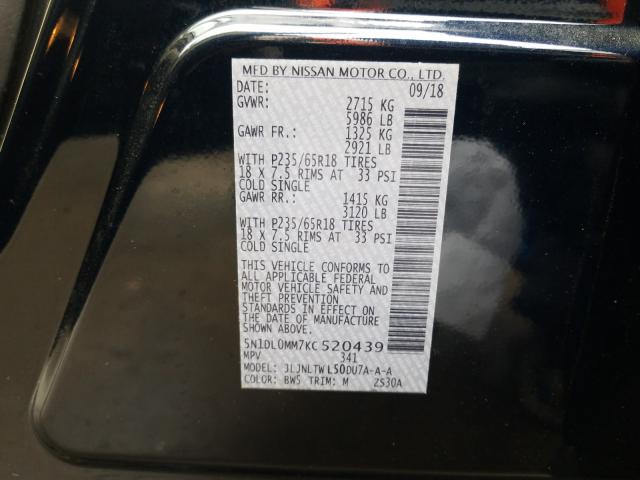 MFD BY NISSAN MOTOR CO., LTD.
DATE: 09/18
GVWR: 2715 KG
5986 LB
GAWR FR.: 1325 KG
2921 LB
WITH P235/65R18 TIRES
18 X 7.5 RIMS AT 33 PSI
COLD SINGLE
GAWR RR.: 1415 KG
3120 LB
WITH P235/65R18 TIRES
18 X 7.5 RIMS AT 33 PSI
COLD SINGLE
THIS VEHICLE CONFORMS TO
ALL APPLICABLE FEDERAL
MOTOR VEHICLE SAFETY AND
THEFT PREVENTION
STANDARDS IN EFFECT ON
THE DATE OF MANUFACTURE
SHOWN ABOVE.
5N1DL0MM7KC520439
MPV 341
MODEL: 3LJNLTWL50DU7A-A-A
COLOR: BW5 TRIM: M ZS30A